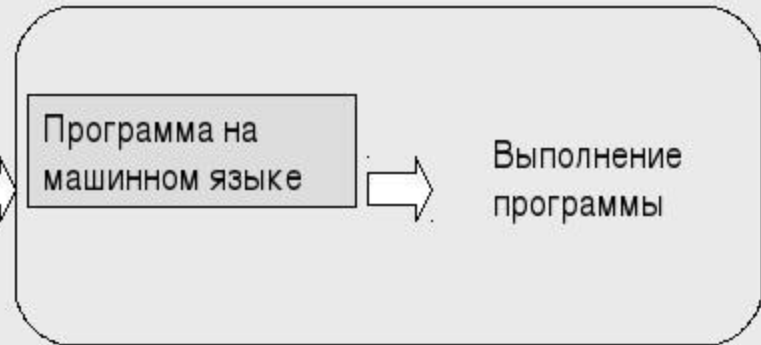 Программа на
машинном языке
Выполнение
программы